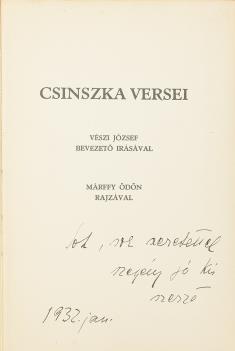 CSINSZKA VERSEI
VÉSZI JÓZSEF
BEVEZETŐ IRÁSÁVAL
MÁRFFY ÖDÖN
RAJZÁVAL
sok, sok szeretettel
szegény jó kis
1932. jan.